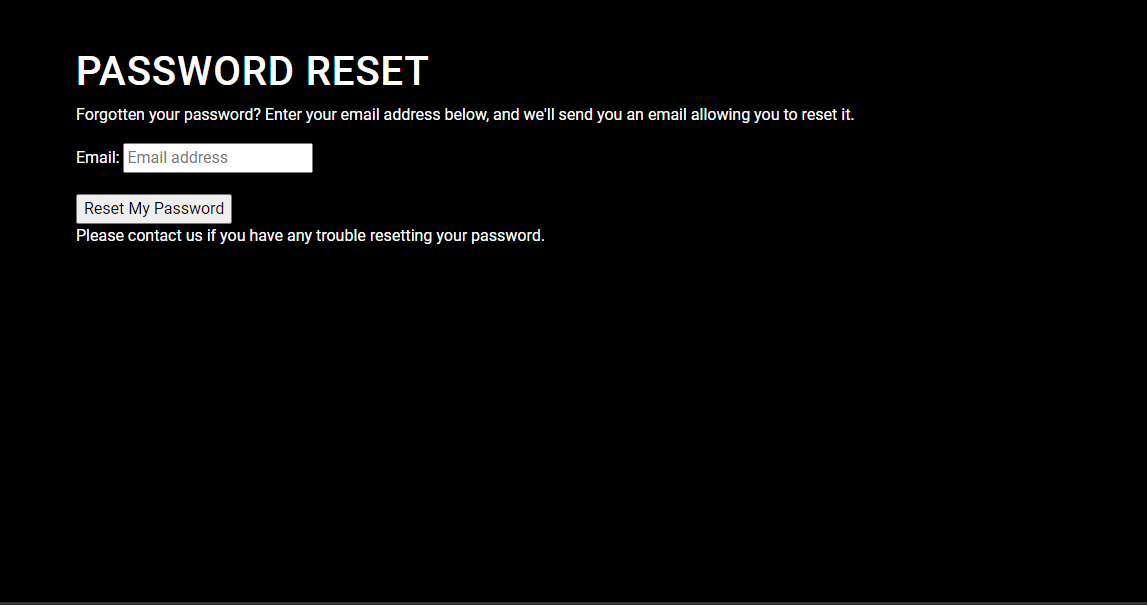 PASSWORD RESET
Forgotten your password? Enter your email address below, and we'll send you an email allowing you to reset it.
Email: Email address
Reset My Password
Please contact us if you have any trouble resetting your password.